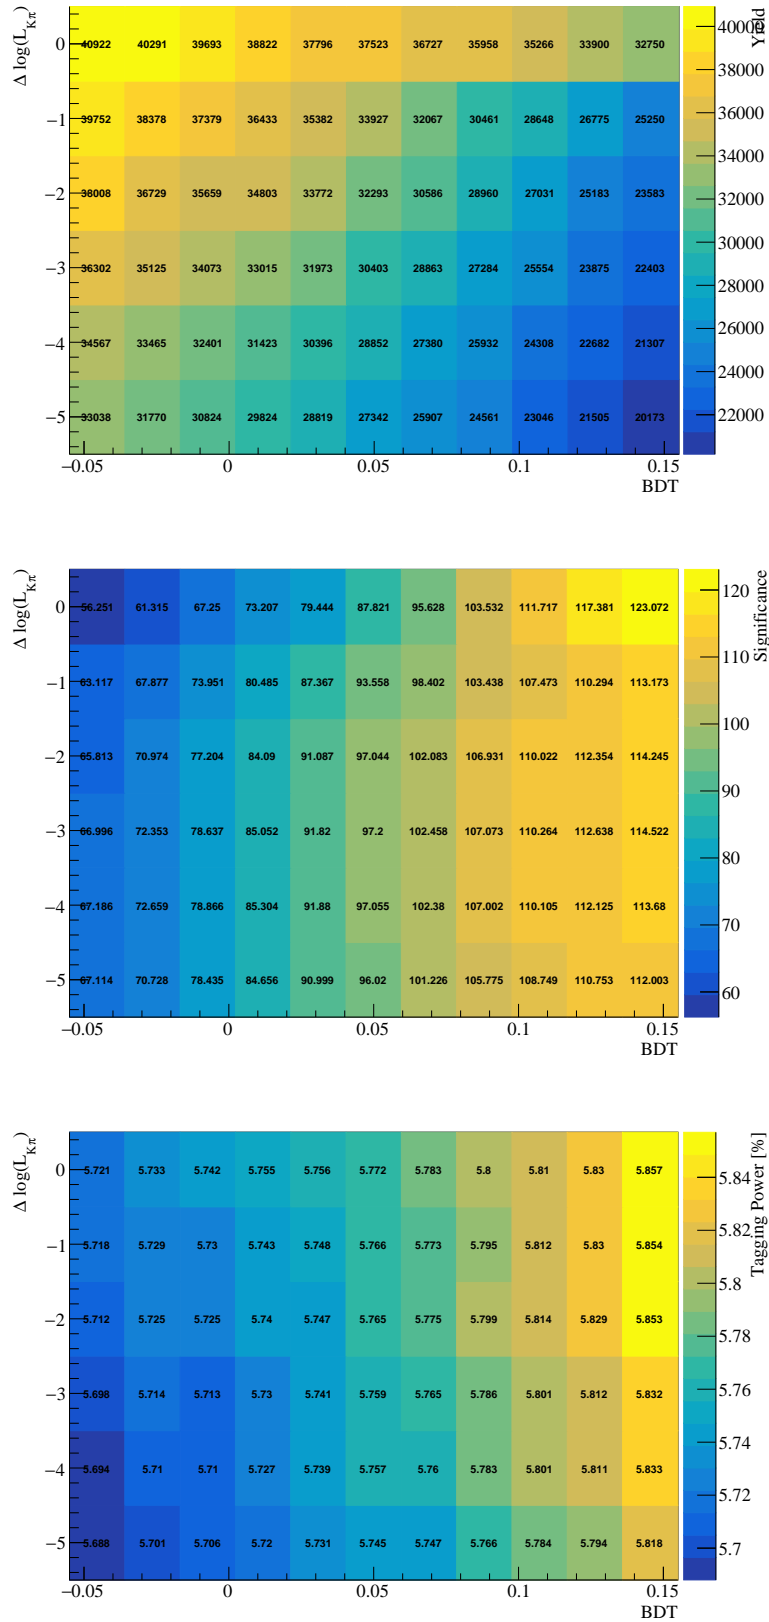 Δ log(L_Kπ)
0 40922 40291 39693 38822 37796 37523 36727 35958 35266 33900 32750
−1 39752 38378 37379 36433 35382 33927 32067 30461 28648 26775 25250
−2 38008 36729 35659 34803 33772 32293 30586 28960 27031 25183 23583
−3 36302 35125 34073 33015 31973 30403 28863 27284 25554 23875 22403
−4 34567 33465 32401 31423 30396 28852 27380 25932 24308 22682 21307
−5 33038 31770 30824 29824 28819 27342 25907 24561 23046 21505 20173
−0.05 0 0.05 0.1 0.15
BDT
40000
38000
36000
34000
32000
30000
28000
26000
24000
22000
Yield
Δ log(L_Kπ)
0 56.251 61.315 67.25 73.207 79.444 87.821 95.628 103.532 111.717 117.381 123.072
−1 63.117 67.877 73.951 80.485 87.367 93.558 98.402 103.438 107.473 110.294 113.173
−2 65.813 70.974 77.204 84.09 91.087 97.044 102.083 106.931 110.022 112.354 114.245
−3 66.996 72.353 78.637 85.052 91.82 97.2 102.458 107.073 110.264 112.638 114.522
−4 67.186 72.659 78.866 85.304 91.88 97.055 102.38 107.002 110.105 112.125 113.68
−5 67.114 70.728 78.435 84.656 90.999 96.02 101.226 105.775 108.749 110.753 112.003
−0.05 0 0.05 0.1 0.15
BDT
120
110
100
90
80
70
60
Significance
Δ log(L_Kπ)
0 5.721 5.733 5.742 5.755 5.756 5.772 5.783 5.8 5.81 5.83 5.857
−1 5.718 5.729 5.73 5.743 5.748 5.766 5.773 5.795 5.812 5.83 5.854
−2 5.712 5.725 5.725 5.74 5.747 5.765 5.775 5.799 5.814 5.829 5.853
−3 5.698 5.714 5.713 5.73 5.741 5.759 5.765 5.786 5.801 5.812 5.832
−4 5.694 5.71 5.71 5.727 5.739 5.757 5.76 5.783 5.801 5.811 5.833
−5 5.688 5.701 5.706 5.72 5.731 5.745 5.747 5.766 5.784 5.794 5.818
−0.05 0 0.05 0.1 0.15
BDT
5.84
5.82
5.8
5.78
5.76
5.74
5.72
5.7
Tagging Power [%]